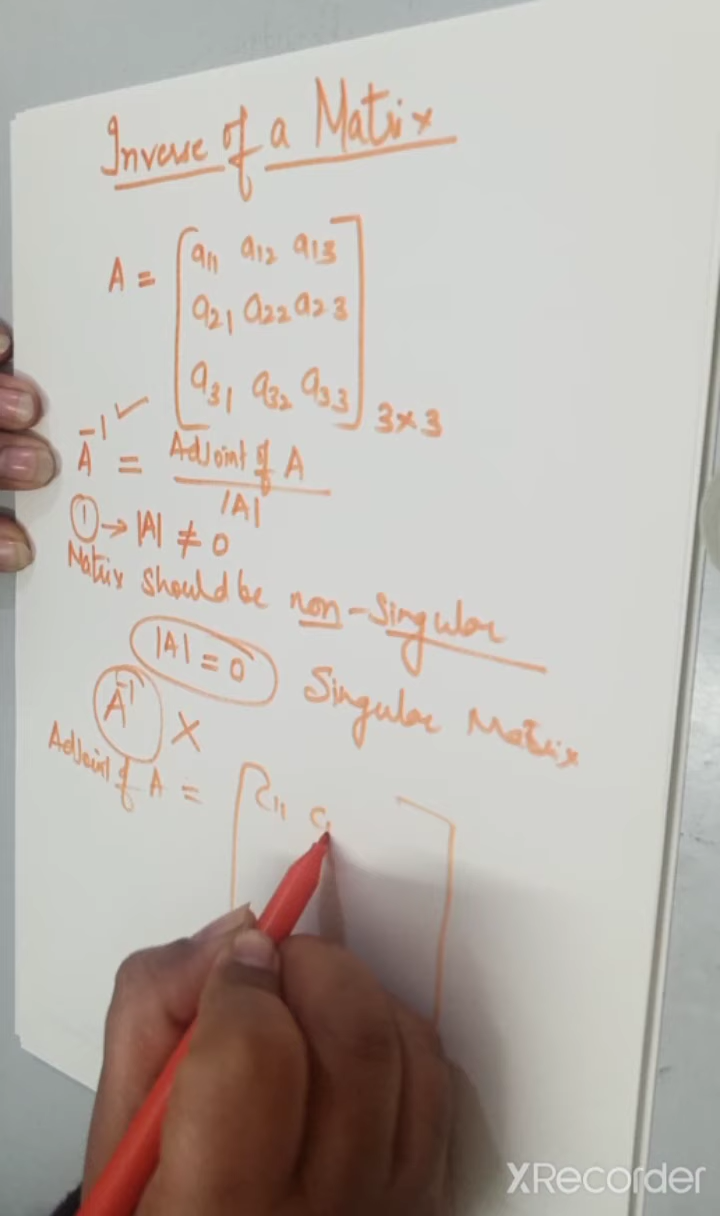 Inverse of a Matrix
A = [ a11 a12 a13
a21 a22 a23
a31 a32 a33 ] 3×3
A^-1 ✓ = Adjoint of A
|A|
① → |A| ≠ 0
Matrix should be non-singular
|A| = 0 Singular Matrix
A^-1 ×
Adjoint of A = [ C11 C1 ]
XRecorder